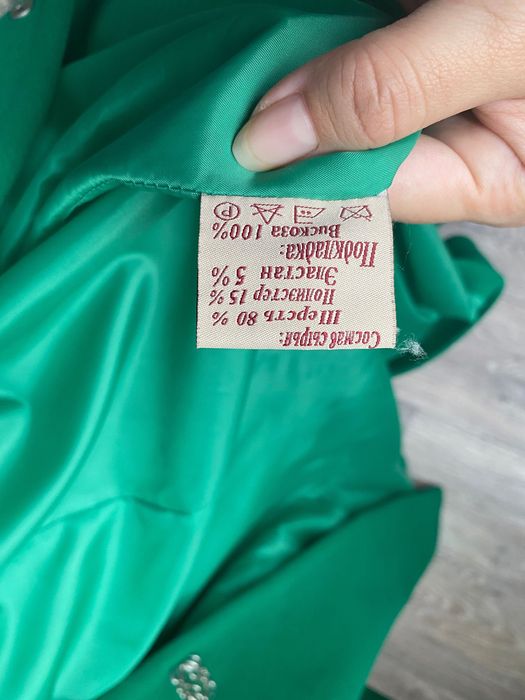 Состав сырья:
Шерсть 80 %
Полиэстер 15 %
Эластан 5 %
Подкладка:
Вискоза 100%
P